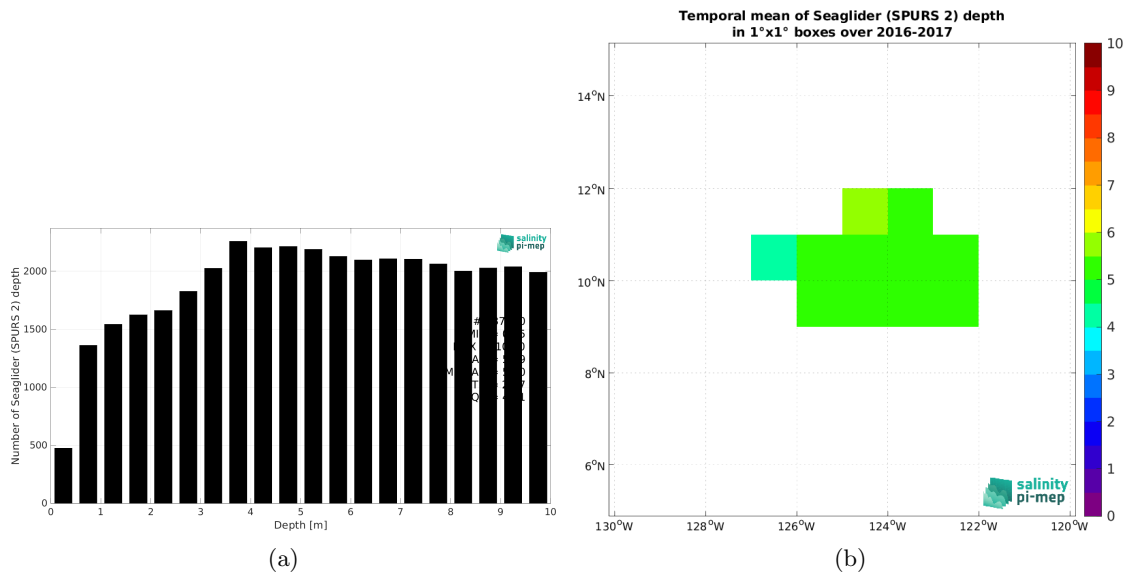 Number of Seaglider (SPURS 2) depth
2000
1500
1000
500
0
0 1 2 3 4 5 6 7 8 9 10
Depth [m]
salinity
pi-mep
(a)
Temporal mean of Seaglider (SPURS 2) depth
in 1°x1° boxes over 2016-2017
14°N
12°N
10°N
8°N
6°N
130°W 128°W 126°W 124°W 122°W 120°W
10
9
8
7
6
5
4
3
2
1
0
salinity
pi-mep
(b)